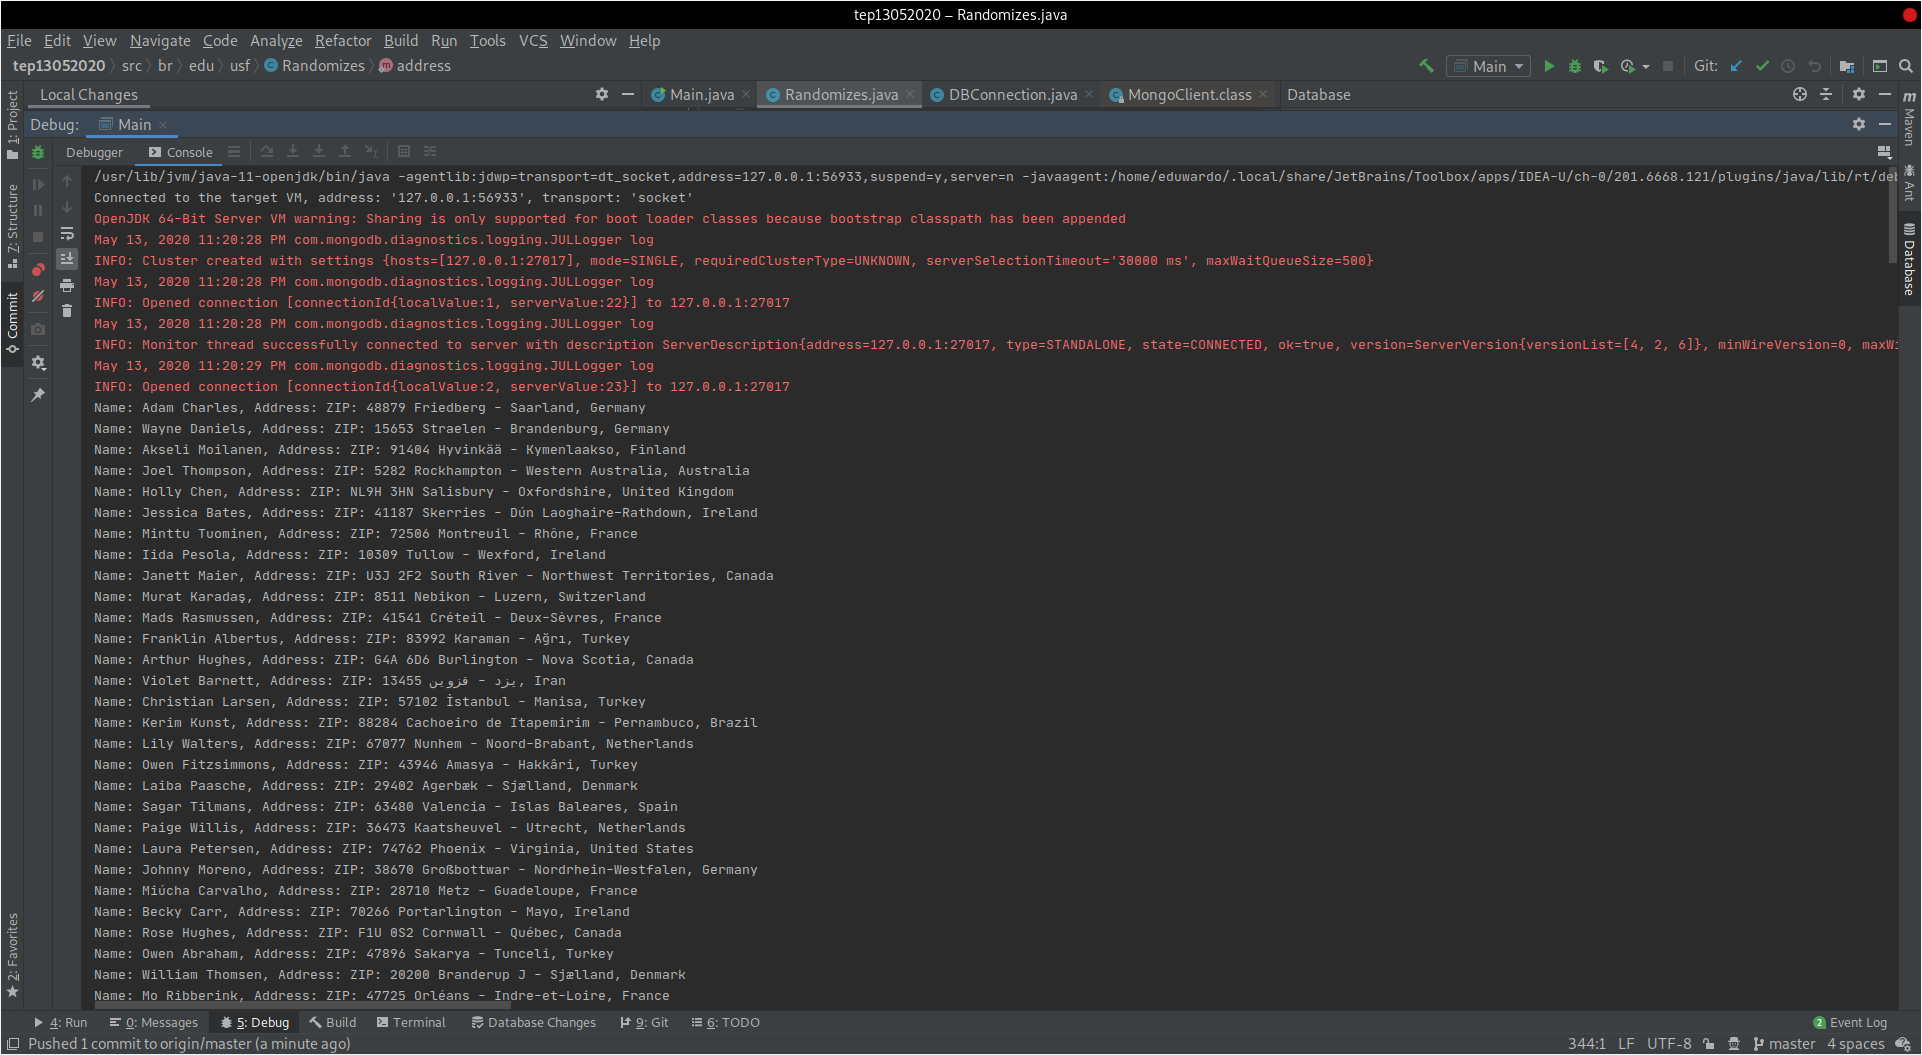 tep13052020 – Randomizes.java
File Edit View Navigate Code Analyze Refactor Build Run Tools VCS Window Help
tep13052020 src br edu usf Randomizes address
Main Git:
Local Changes Main.java Randomizes.java DBConnection.java MongoClient.class Database
Debug: Main
Debugger Console
1: Project
7: Structure
Commit
2: Favorites
Maven
Ant
Database
/usr/lib/jvm/java-11-openjdk/bin/java -agentlib:jdwp=transport=dt_socket,address=127.0.0.1:56933,suspend=y,server=n -javaagent:/home/eduwardo/.local/share/JetBrains/Toolbox/apps/IDEA-U/ch-0/201.6668.121/plugins/java/lib/rt/deb
Connected to the target VM, address: '127.0.0.1:56933', transport: 'socket'
OpenJDK 64-Bit Server VM warning: Sharing is only supported for boot loader classes because bootstrap classpath has been appended
May 13, 2020 11:20:28 PM com.mongodb.diagnostics.logging.JULLogger log
INFO: Cluster created with settings {hosts=[127.0.0.1:27017], mode=SINGLE, requiredClusterType=UNKNOWN, serverSelectionTimeout='30000 ms', maxWaitQueueSize=500}
May 13, 2020 11:20:28 PM com.mongodb.diagnostics.logging.JULLogger log
INFO: Opened connection [connectionId{localValue:1, serverValue:22}] to 127.0.0.1:27017
May 13, 2020 11:20:28 PM com.mongodb.diagnostics.logging.JULLogger log
INFO: Monitor thread successfully connected to server with description ServerDescription{address=127.0.0.1:27017, type=STANDALONE, state=CONNECTED, ok=true, version=ServerVersion{versionList=[4, 2, 6]}, minWireVersion=0, maxWi
May 13, 2020 11:20:29 PM com.mongodb.diagnostics.logging.JULLogger log
INFO: Opened connection [connectionId{localValue:2, serverValue:23}] to 127.0.0.1:27017
Name: Adam Charles, Address: ZIP: 48879 Friedberg - Saarland, Germany
Name: Wayne Daniels, Address: ZIP: 15653 Straelen - Brandenburg, Germany
Name: Akseli Moilanen, Address: ZIP: 91404 Hyvinkää - Kymenlaakso, Finland
Name: Joel Thompson, Address: ZIP: 5282 Rockhampton - Western Australia, Australia
Name: Holly Chen, Address: ZIP: NL9H 3HN Salisbury - Oxfordshire, United Kingdom
Name: Jessica Bates, Address: ZIP: 41187 Skerries - Dún Laoghaire-Rathdown, Ireland
Name: Minttu Tuominen, Address: ZIP: 72506 Montreuil - Rhône, France
Name: Iida Pesola, Address: ZIP: 10309 Tullow - Wexford, Ireland
Name: Janett Maier, Address: ZIP: U3J 2F2 South River - Northwest Territories, Canada
Name: Murat Karadaş, Address: ZIP: 8511 Nebikon - Luzern, Switzerland
Name: Mads Rasmussen, Address: ZIP: 41541 Créteil - Deux-Sèvres, France
Name: Franklin Albertus, Address: ZIP: 83992 Karaman - Ağrı, Turkey
Name: Arthur Hughes, Address: ZIP: G4A 6D6 Burlington - Nova Scotia, Canada
Name: Violet Barnett, Address: ZIP: 13455 یزد - قزوین, Iran
Name: Christian Larsen, Address: ZIP: 57102 İstanbul - Manisa, Turkey
Name: Kerim Kunst, Address: ZIP: 88284 Cachoeiro de Itapemirim - Pernambuco, Brazil
Name: Lily Walters, Address: ZIP: 67077 Nunhem - Noord-Brabant, Netherlands
Name: Owen Fitzsimmons, Address: ZIP: 43946 Amasya - Hakkâri, Turkey
Name: Laiba Paasche, Address: ZIP: 29402 Agerbæk - Sjælland, Denmark
Name: Sagar Tilmans, Address: ZIP: 63480 Valencia - Islas Baleares, Spain
Name: Paige Willis, Address: ZIP: 36473 Kaatsheuvel - Utrecht, Netherlands
Name: Laura Petersen, Address: ZIP: 74762 Phoenix - Virginia, United States
Name: Johnny Moreno, Address: ZIP: 38670 Großbottwar - Nordrhein-Westfalen, Germany
Name: Miúcha Carvalho, Address: ZIP: 28710 Metz - Guadeloupe, France
Name: Becky Carr, Address: ZIP: 70266 Portarlington - Mayo, Ireland
Name: Rose Hughes, Address: ZIP: F1U 0S2 Cornwall - Québec, Canada
Name: Owen Abraham, Address: ZIP: 47896 Sakarya - Tunceli, Turkey
Name: William Thomsen, Address: ZIP: 20200 Branderup J - Sjælland, Denmark
Name: Mo Ribberink, Address: ZIP: 47725 Orléans - Indre-et-Loire, France
4: Run 0: Messages 5: Debug Build Terminal Database Changes 9: Git 6: TODO 2 Event Log
Pushed 1 commit to origin/master (a minute ago) 344:1 LF UTF-8 master 4 spaces